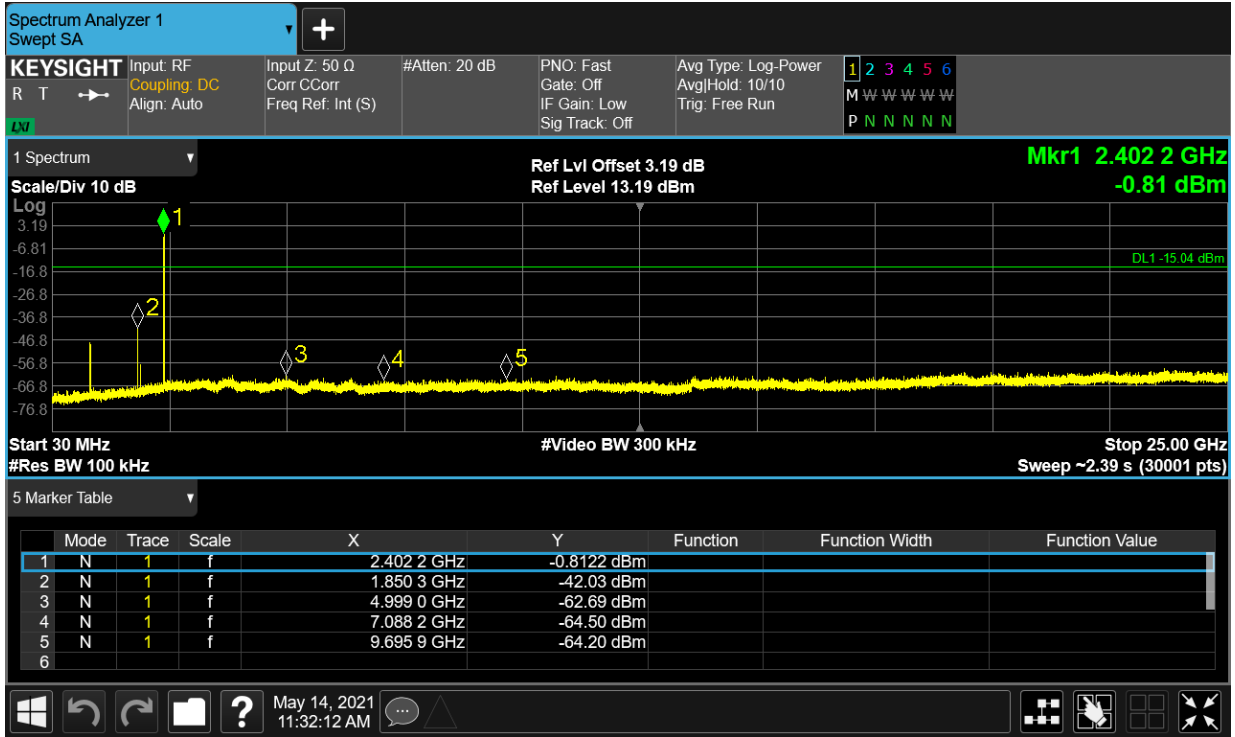 Spectrum Analyzer 1
Swept SA
+
KEYSIGHT
R T
LXI
Input: RF
Coupling: DC
Align: Auto
Input Z: 50 Ω
Corr CCorr
Freq Ref: Int (S)
#Atten: 20 dB
PNO: Fast
Gate: Off
IF Gain: Low
Sig Track: Off
Avg Type: Log-Power
Avg|Hold: 10/10
Trig: Free Run
1 2 3 4 5 6
M W W W W W
P N N N N N
1 Spectrum
Scale/Div 10 dB
Ref Lvl Offset 3.19 dB
Ref Level 13.19 dBm
Mkr1 2.402 2 GHz
-0.81 dBm
Log
3.19
-6.81
-16.8
-26.8
-36.8
-46.8
-56.8
-66.8
-76.8
1
2
3
4
5
DL1 -15.04 dBm
Start 30 MHz
#Video BW 300 kHz
Stop 25.00 GHz
#Res BW 100 kHz
Sweep ~2.39 s (30001 pts)
5 Marker Table
Mode Trace Scale X Y Function Function Width Function Value
1 N 1 f 2.402 2 GHz -0.8122 dBm
2 N 1 f 1.850 3 GHz -42.03 dBm
3 N 1 f 4.999 0 GHz -62.69 dBm
4 N 1 f 7.088 2 GHz -64.50 dBm
5 N 1 f 9.695 9 GHz -64.20 dBm
6
?
May 14, 2021
11:32:12 AM